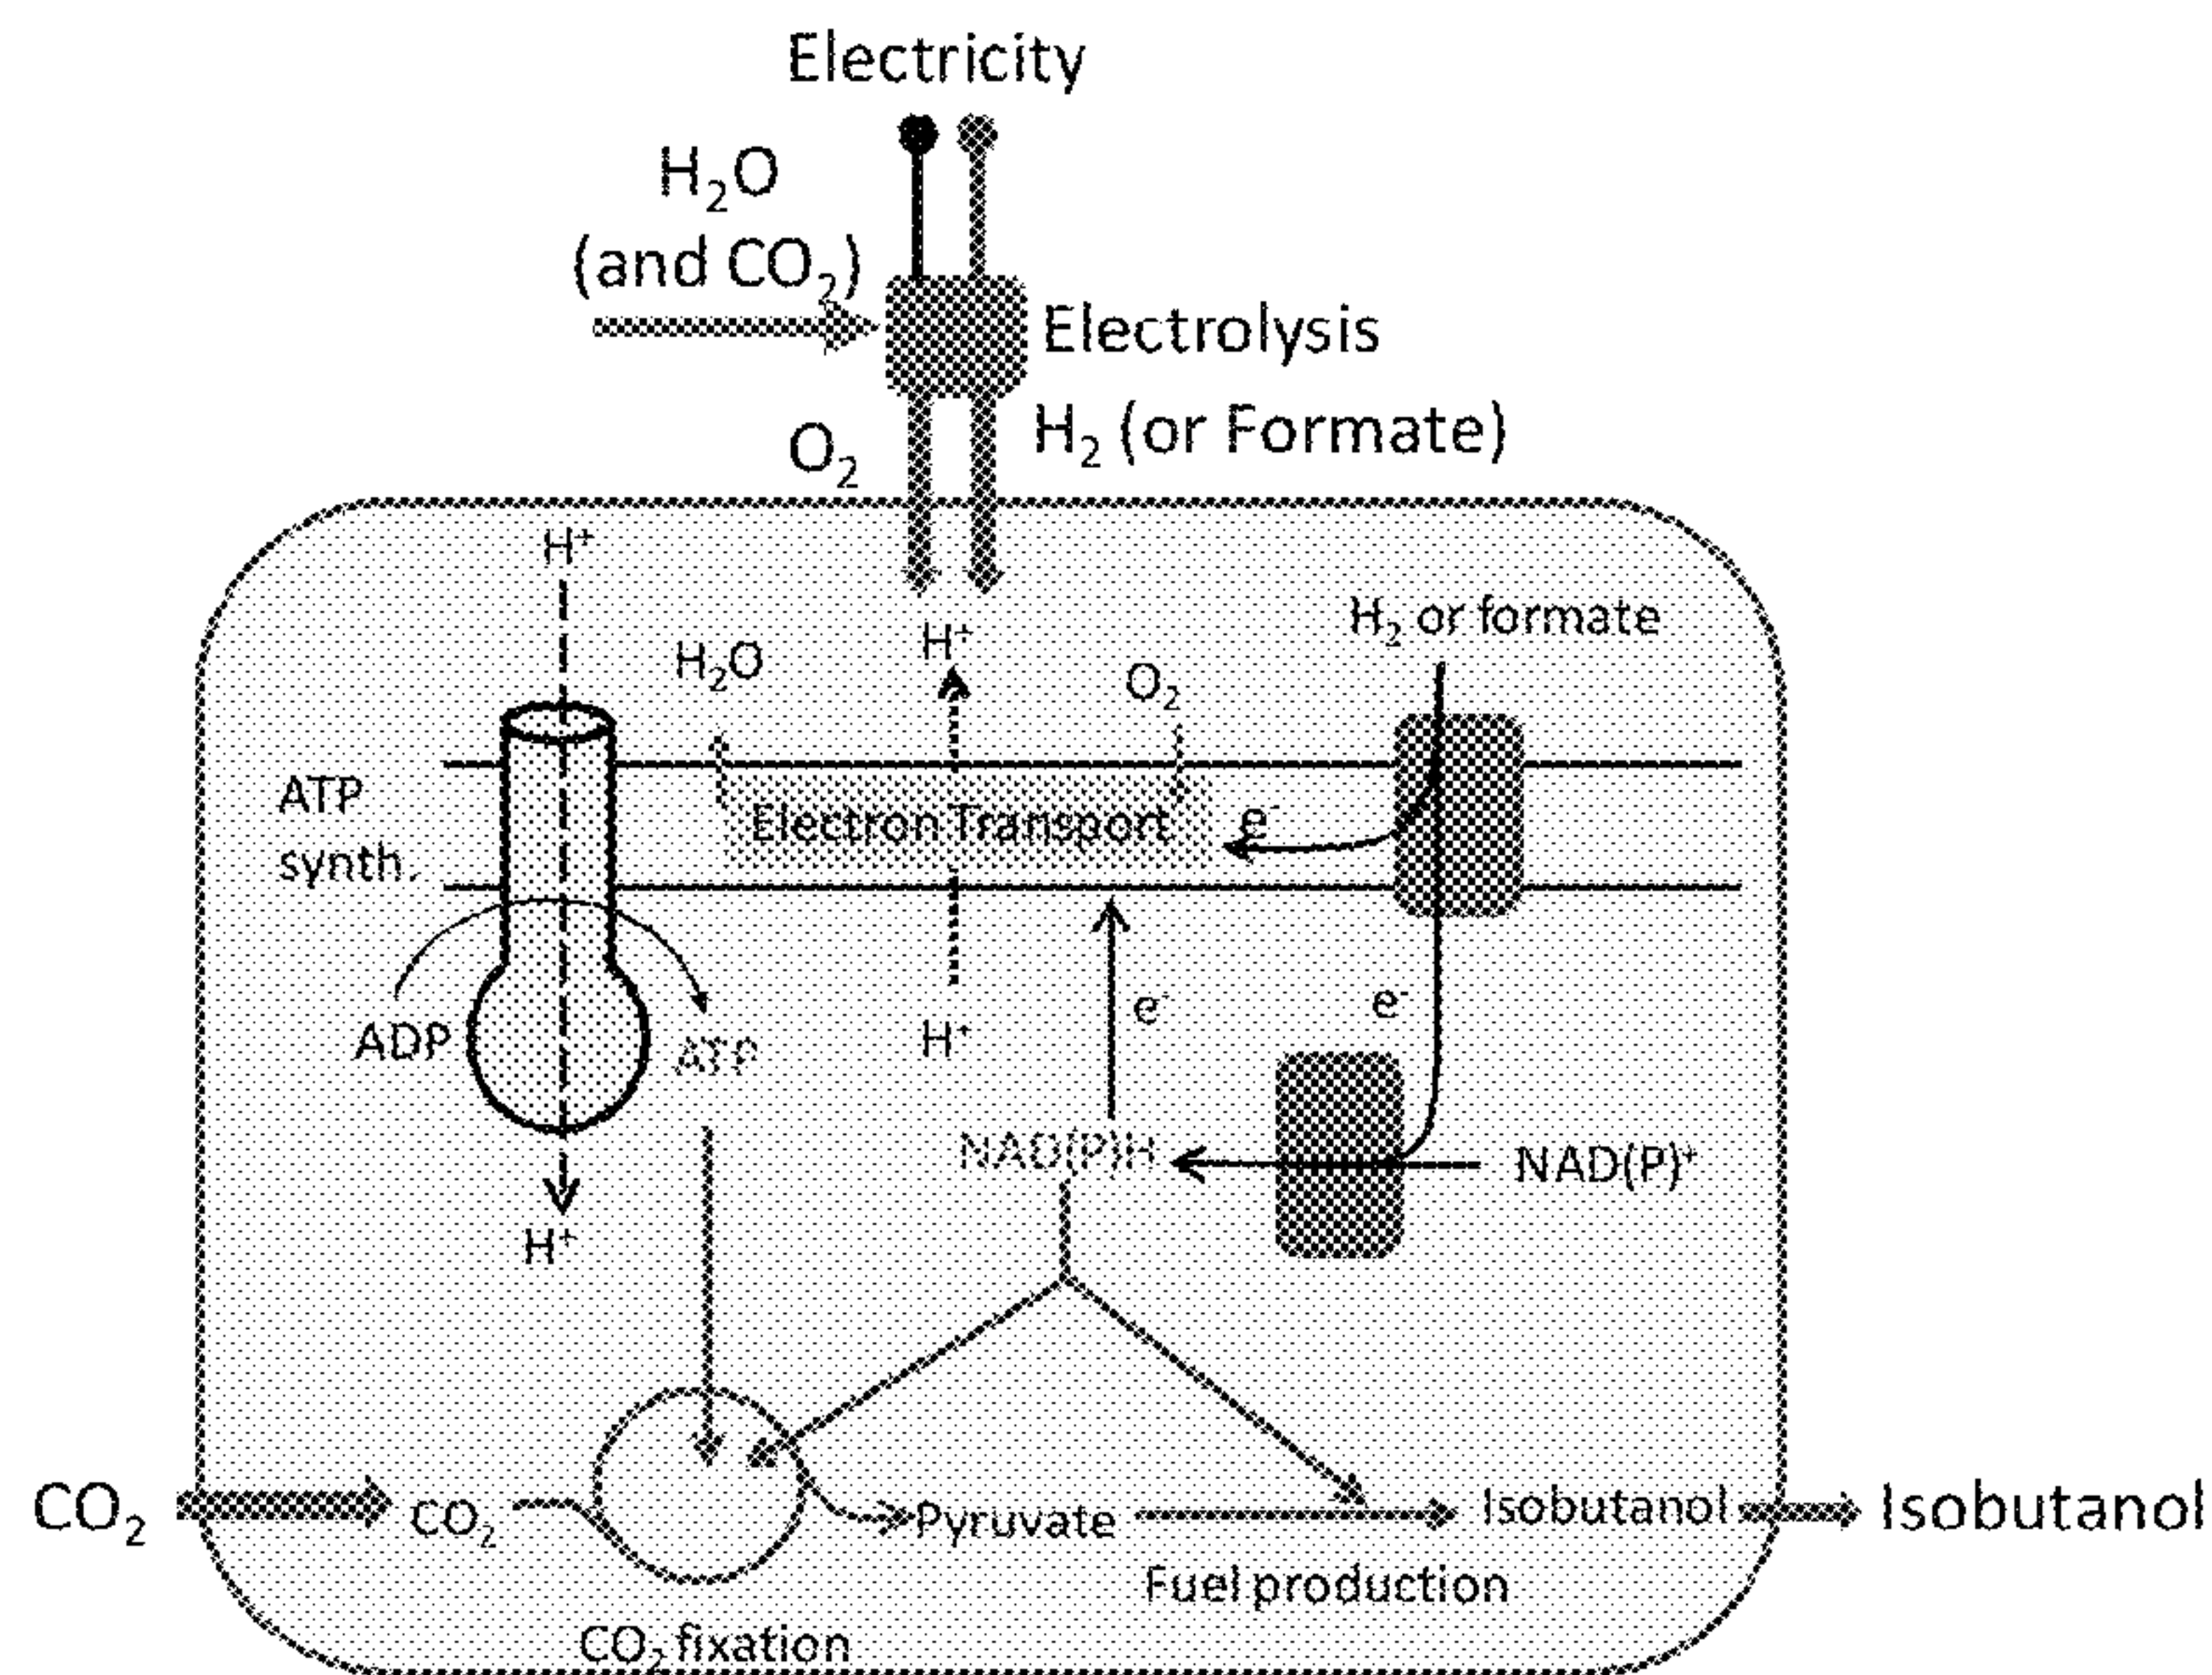 Electricity
H₂O
(and CO₂)
Electrolysis
H₂ (or Formate)
O₂
H⁺
H₂ or formate
H⁺
H₂O
O₂
ATP
synth.
Electron Transport
e⁻
e⁻
e⁻
ADP
ATP
H⁺
NAD(P)H
NAD(P)⁺
H⁺
CO₂
CO₂
Pyruvate
Isobutanol
Isobutanol
Fuel production
CO₂ fixation